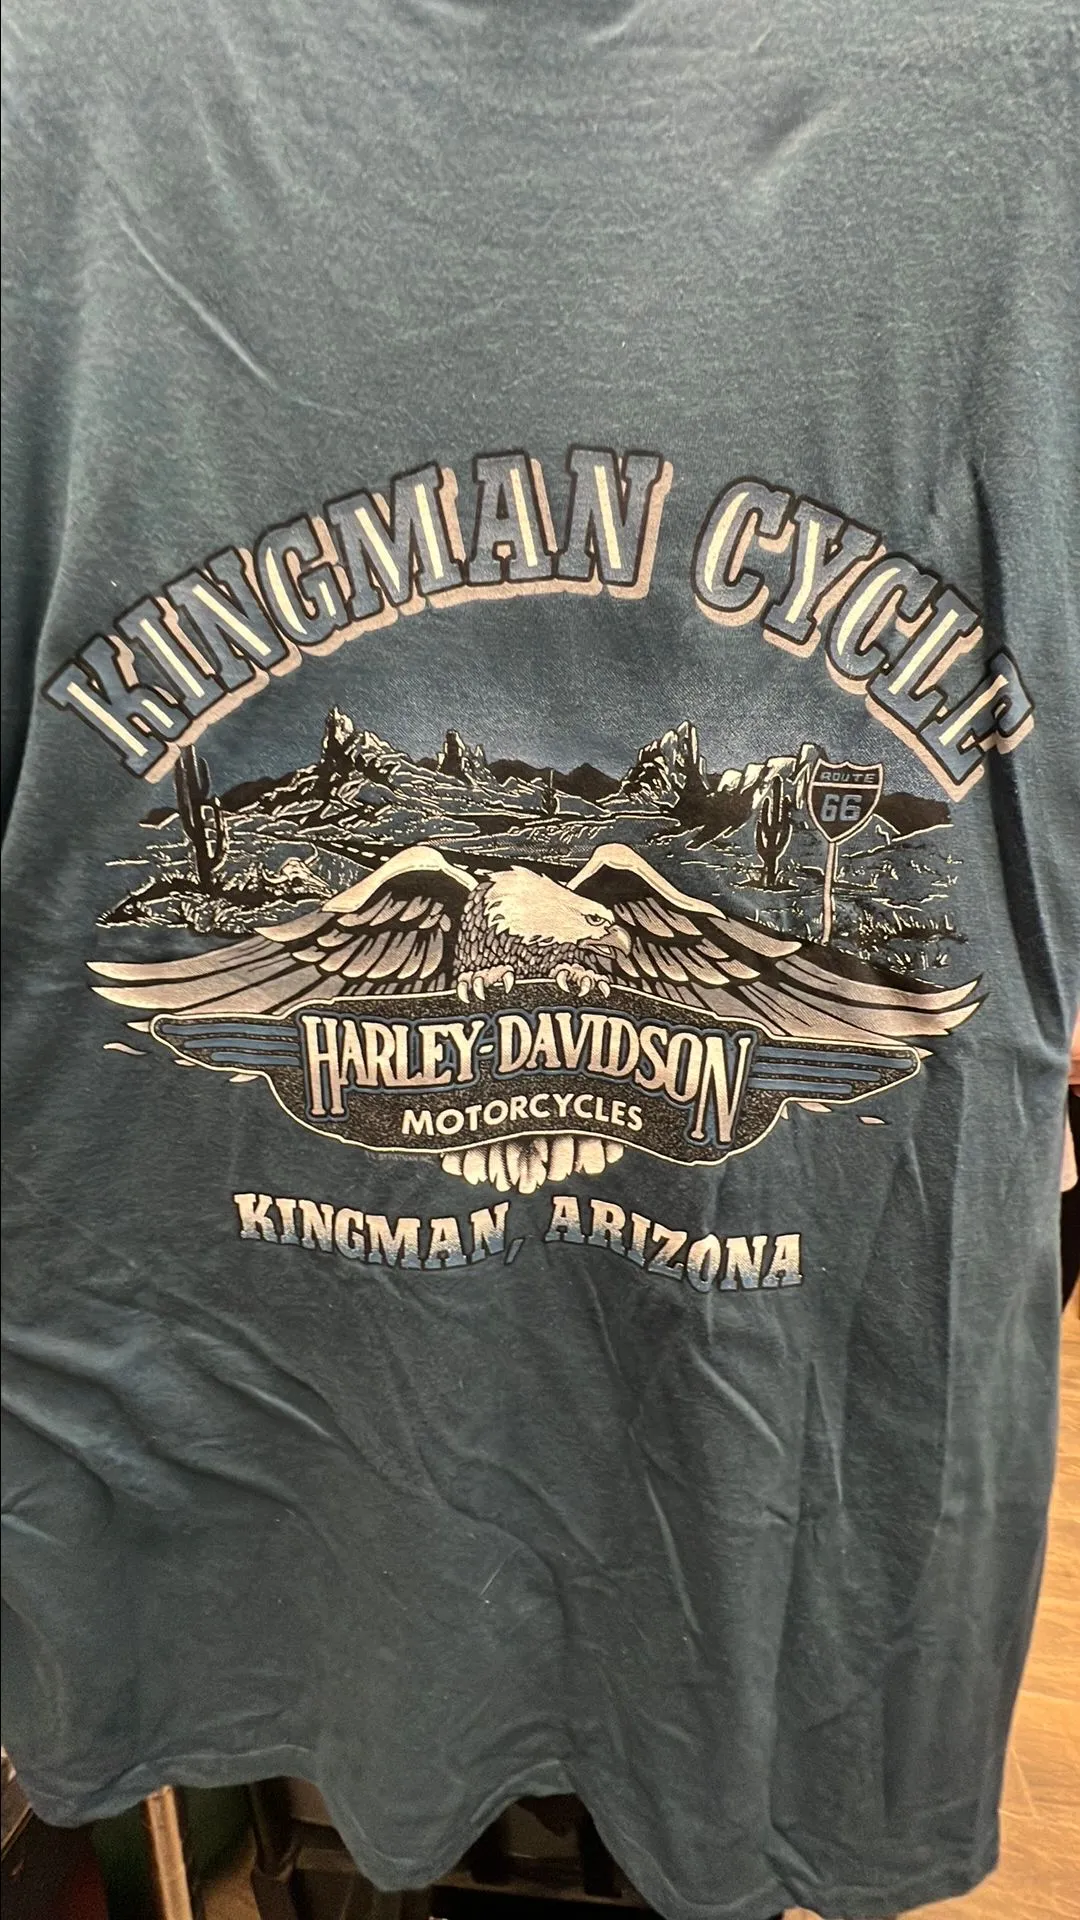 KINGMAN CYCLE
ROUTE
66
HARLEY-DAVIDSON
MOTORCYCLES
KINGMAN, ARIZONA